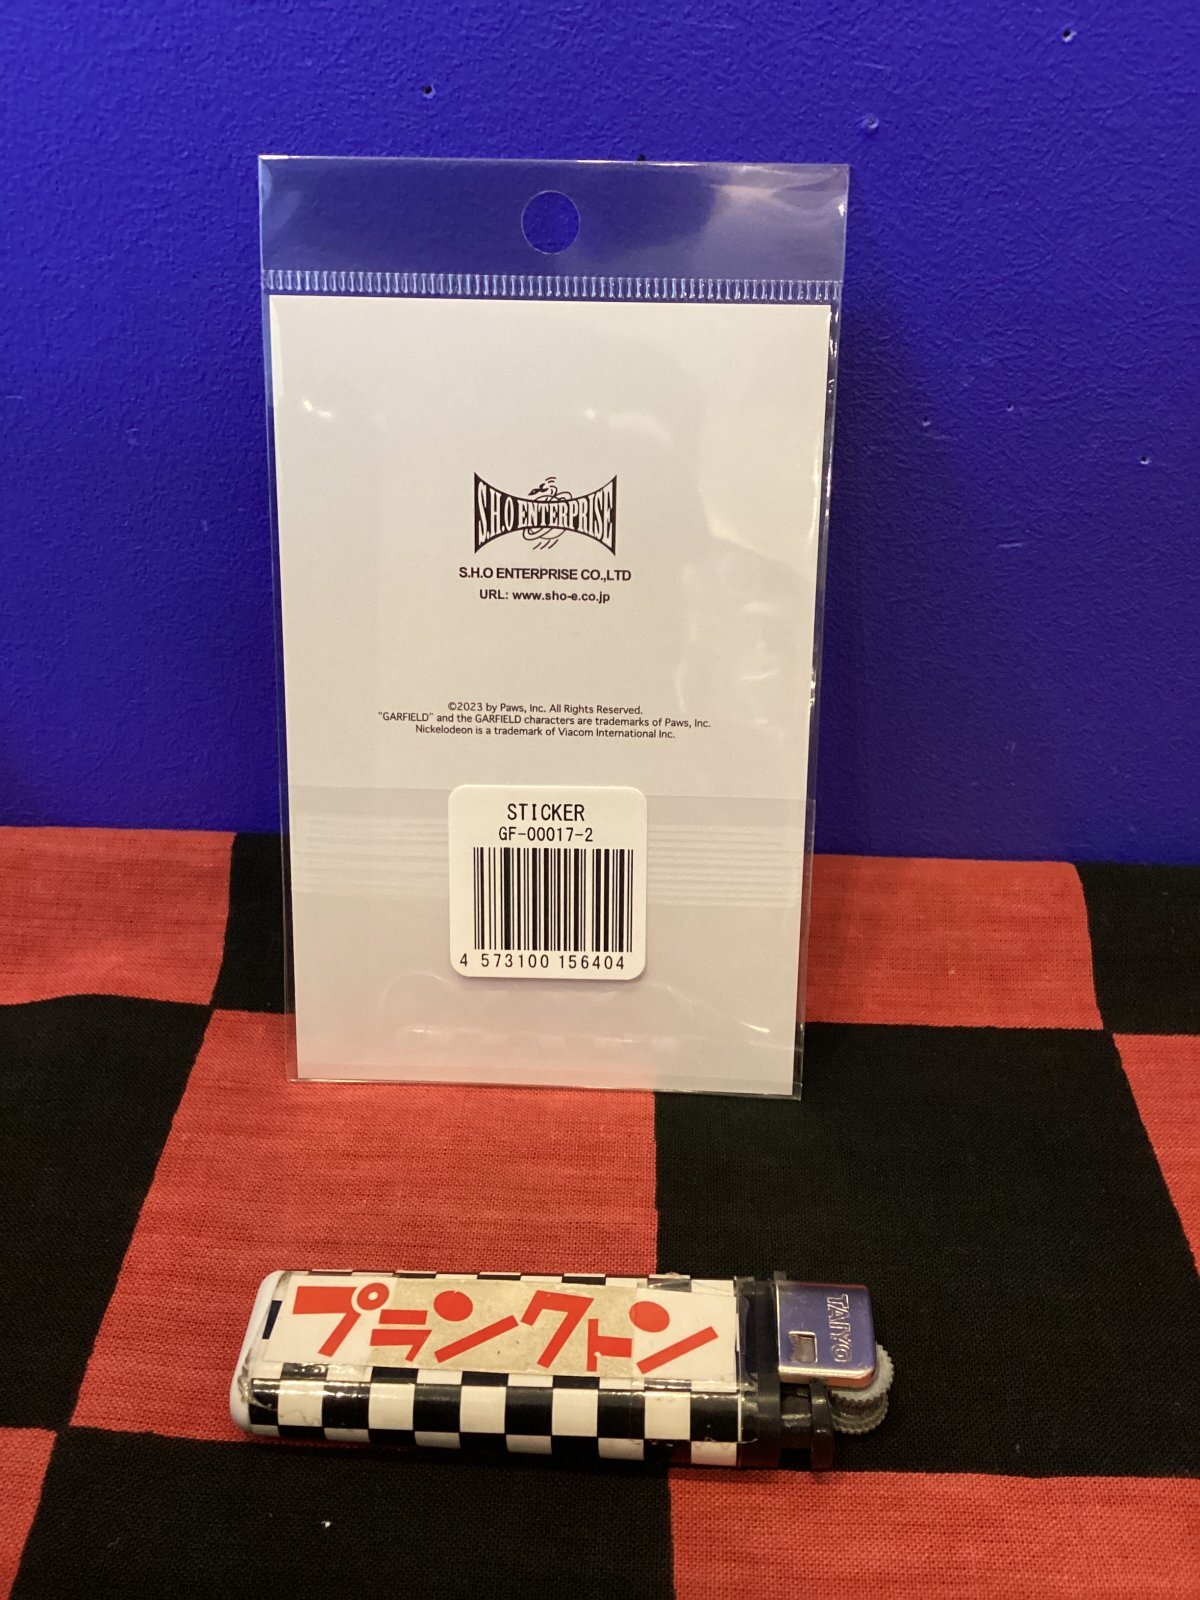 S.H.O ENTERPRISE
S.H.O ENTERPRISE CO.,LTD
URL: www.sho-e.co.jp
©2023 by Paws, Inc. All Rights Reserved.
"GARFIELD" and the GARFIELD characters are trademarks of Paws, Inc.
Nickelodeon is a trademark of Viacom International Inc.
STICKER
GF-00017-2
4 573100 156404
プランクトン
TAIYO